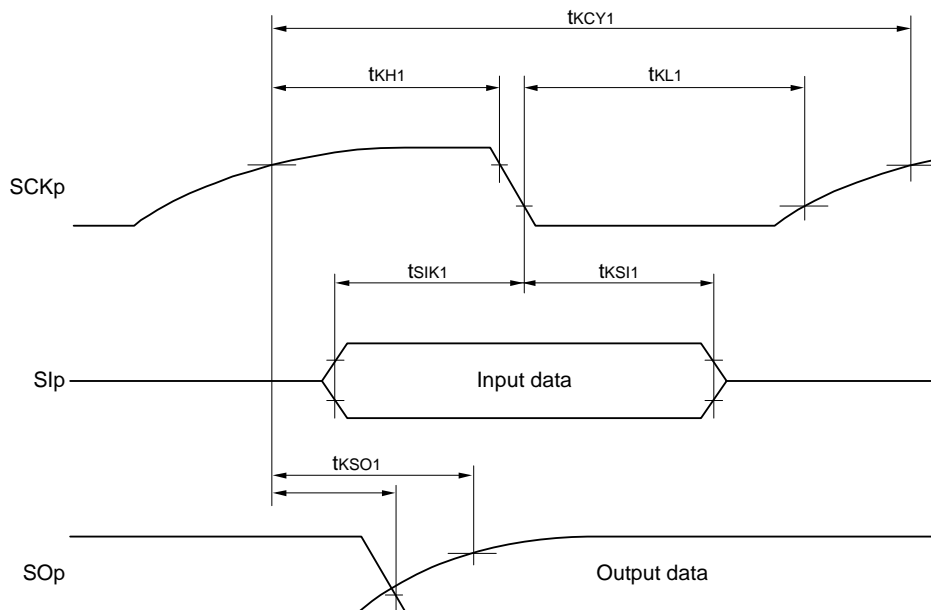 tKCY1
tKH1
tKL1
SCKp
tSIK1
tKSI1
SIp
Input data
tKSO1
SOp
Output data